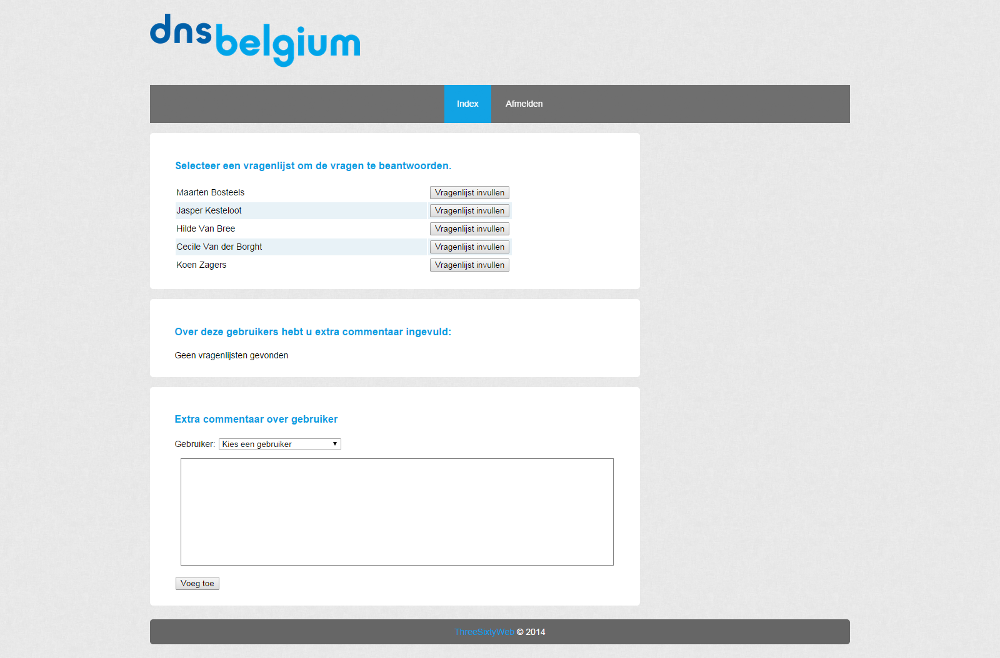 dnsbelgium
Index Afmelden
Selecteer een vragenlijst om de vragen te beantwoorden.
Maarten Bosteels Vragenlijst invullen
Jasper Kesteloot Vragenlijst invullen
Hilde Van Bree Vragenlijst invullen
Cecile Van der Borght Vragenlijst invullen
Koen Zagers Vragenlijst invullen
Over deze gebruikers hebt u extra commentaar ingevuld:
Geen vragenlijsten gevonden
Extra commentaar over gebruiker
Gebruiker: Kies een gebruiker
Voeg toe
ThreeSixtyWeb © 2014